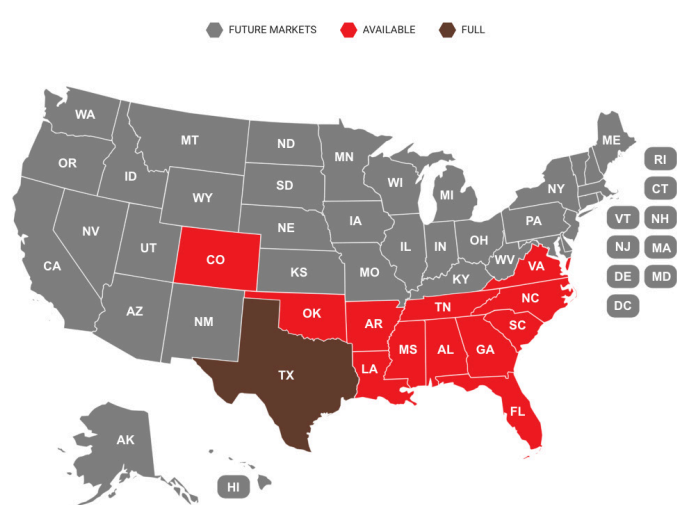 FUTURE MARKETS AVAILABLE FULL
WA
MT
ND
MN
ME
OR
ID
WY
SD
WI
MI
NY
RI
CT
VT NH
NJ MA
DE MD
DC
NV
UT
CO
NE
IA
IL
IN
OH
PA
CA
KS
MO
KY
WV
VA
AZ
NM
OK
AR
TN
NC
SC
MS
AL
GA
LA
TX
FL
AK
HI